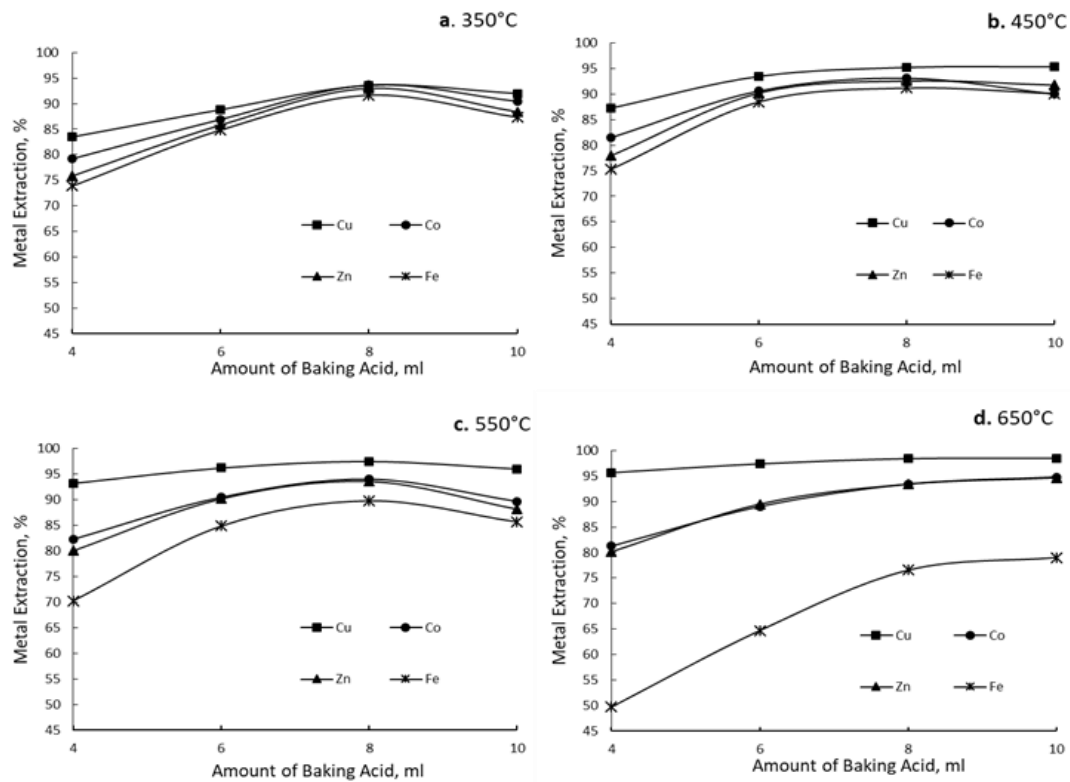 a. 350°C
100
95
90
85
80
75
70
65
60
55
50
45
4 6 8 10
Metal Extraction, %
Amount of Baking Acid, ml
Cu Co
Zn Fe
b. 450°C
100
95
90
85
80
75
70
65
60
55
50
45
4 6 8 10
Metal Extraction, %
Amount of Baking Acid, ml
Cu Co
Zn Fe
c. 550°C
100
95
90
85
80
75
70
65
60
55
50
45
4 6 8 10
Metal Extraction, %
Amount of Baking Acid, ml
Cu Co
Zn Fe
d. 650°C
100
95
90
85
80
75
70
65
60
55
50
45
4 6 8 10
Metal Extraction, %
Amount of Baking Acid, ml
Cu Co
Zn Fe